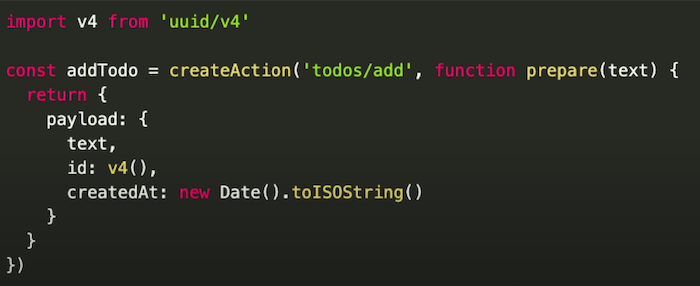 import v4 from 'uuid/v4'

const addTodo = createAction('todos/add', function prepare(text) {
  return {
    payload: {
      text,
      id: v4(),
      createdAt: new Date().toISOString()
    }
  }
})